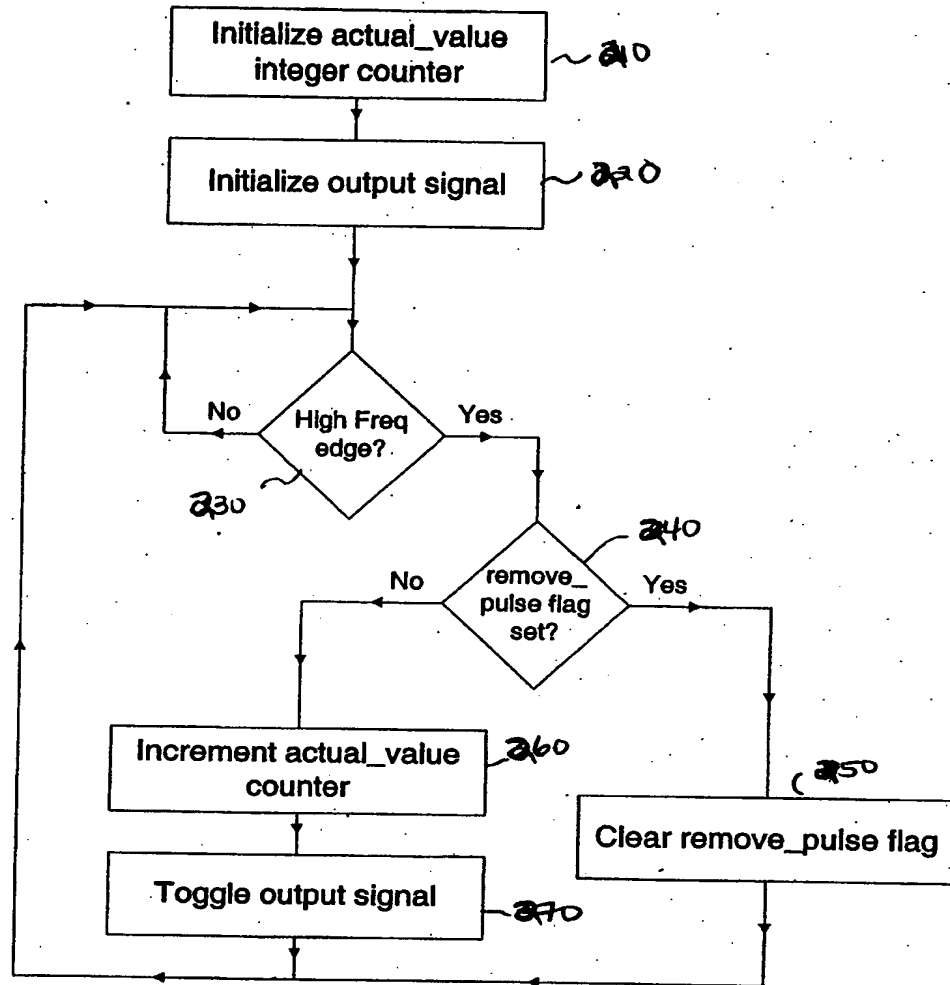 Initialize actual_value
integer counter
210
Initialize output signal
220
No
High Freq
edge?
Yes
230
240
No
remove_
pulse flag
set?
Yes
Increment actual_value
counter
260
250
Clear remove_pulse flag
Toggle output signal
270